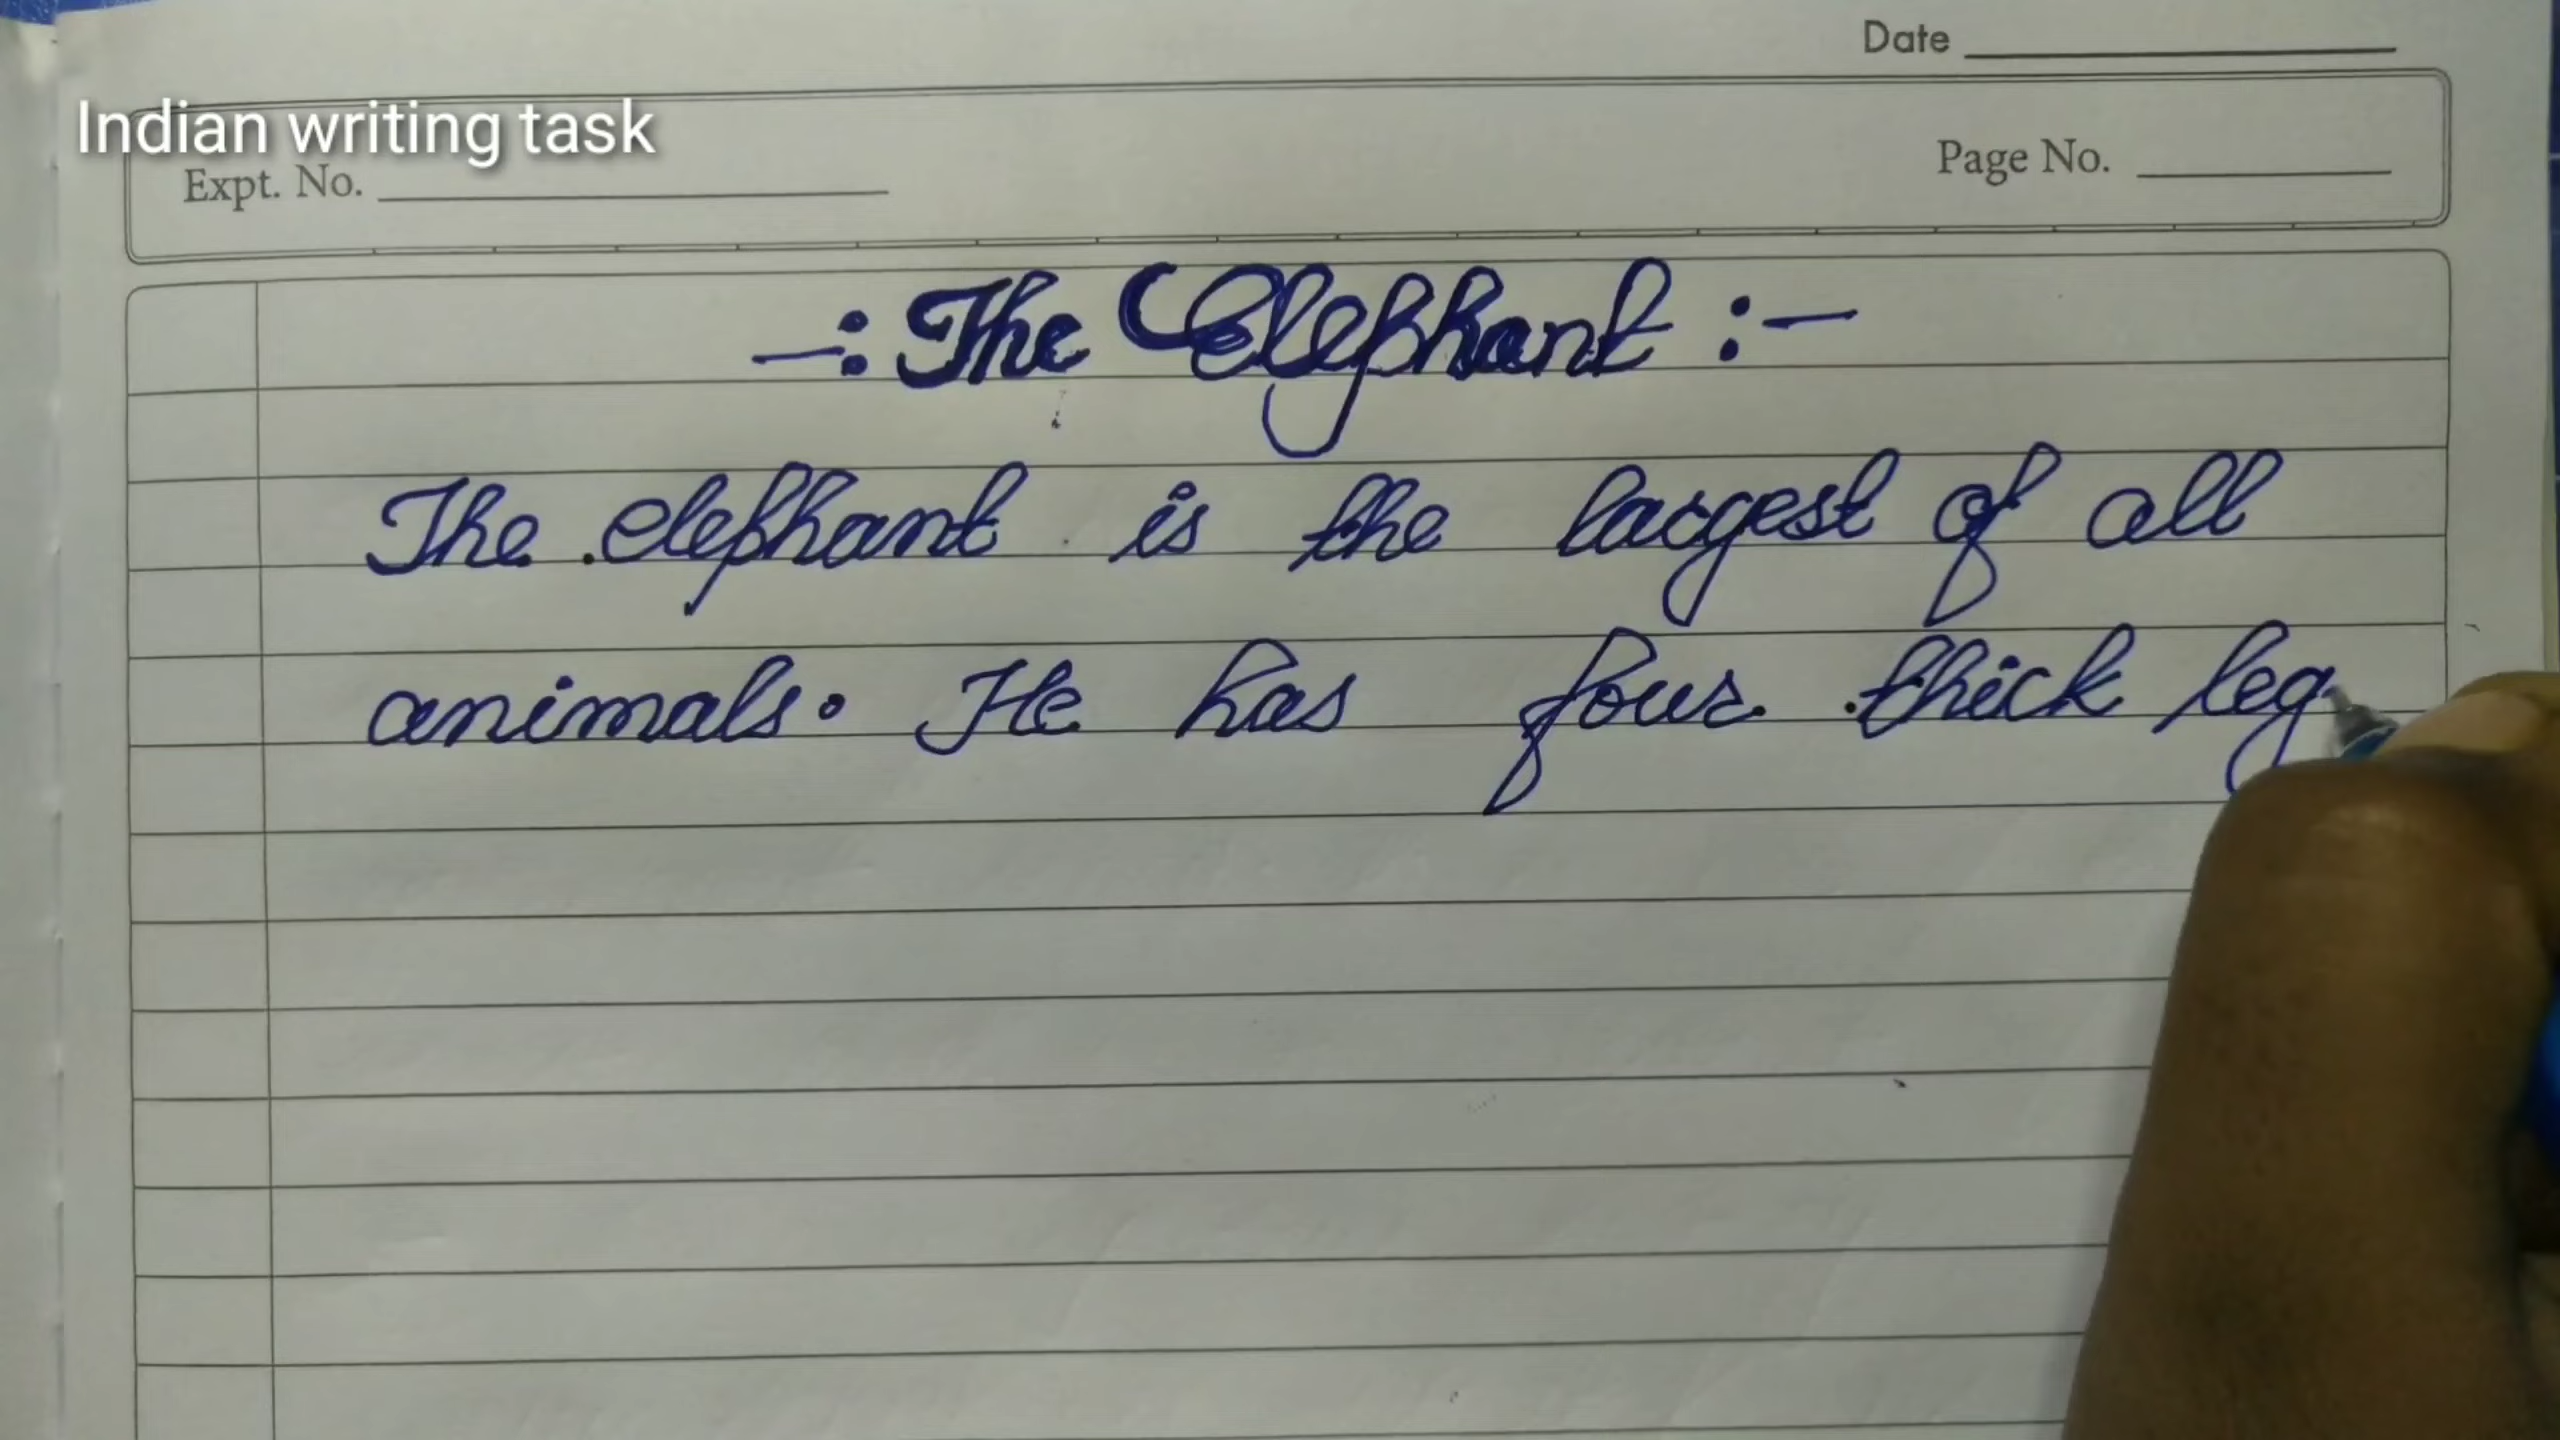 Date
Indian writing task
Expt. No.
Page No.
-: The Elephant :-
The elephant is the largest of all
animals. He has four thick leg